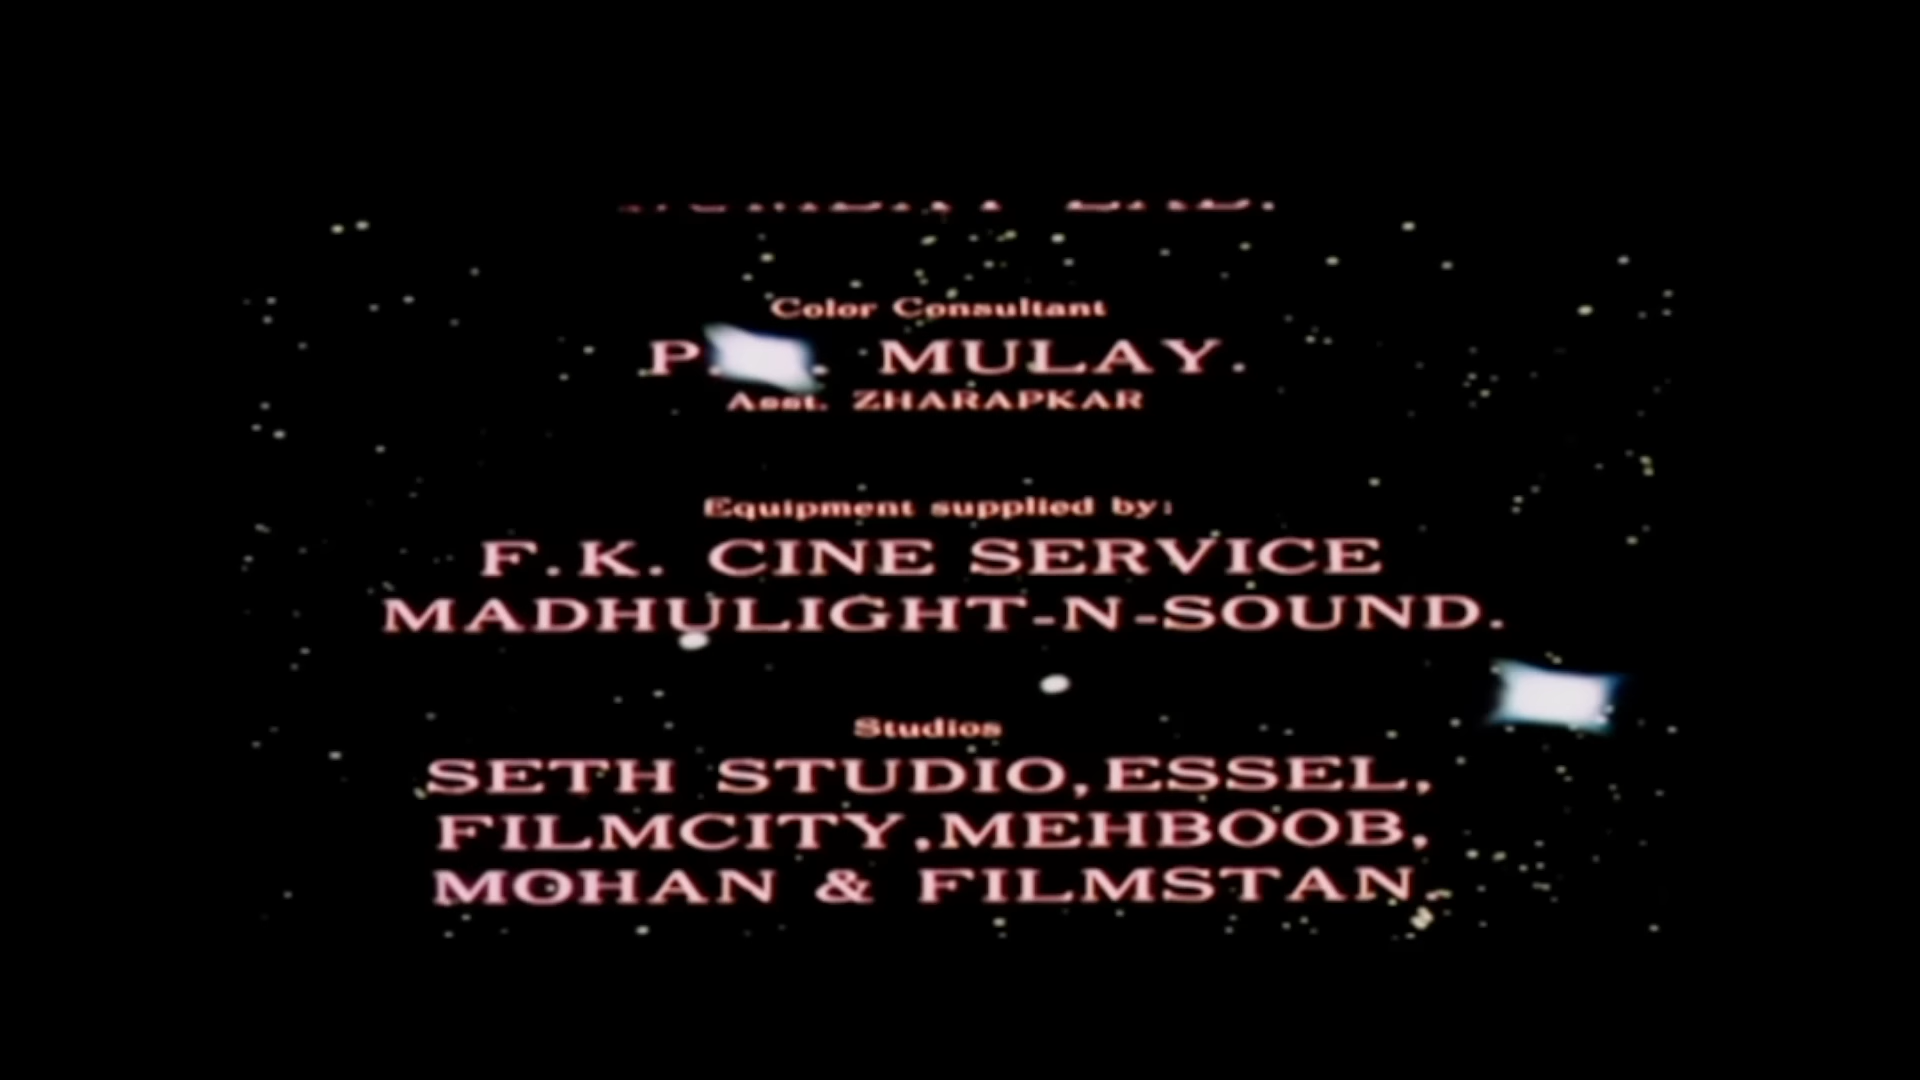 Color Consultant
MULAY.
Asst. ZHARAPKAR
Equipment supplied by:
F.K. CINE SERVICE
MADHULIGHT-N-SOUND.
Studios
SETH STUDIO, ESSEL,
FILMCITY, MEHBOOB,
MOHAN & FILMSTAN.